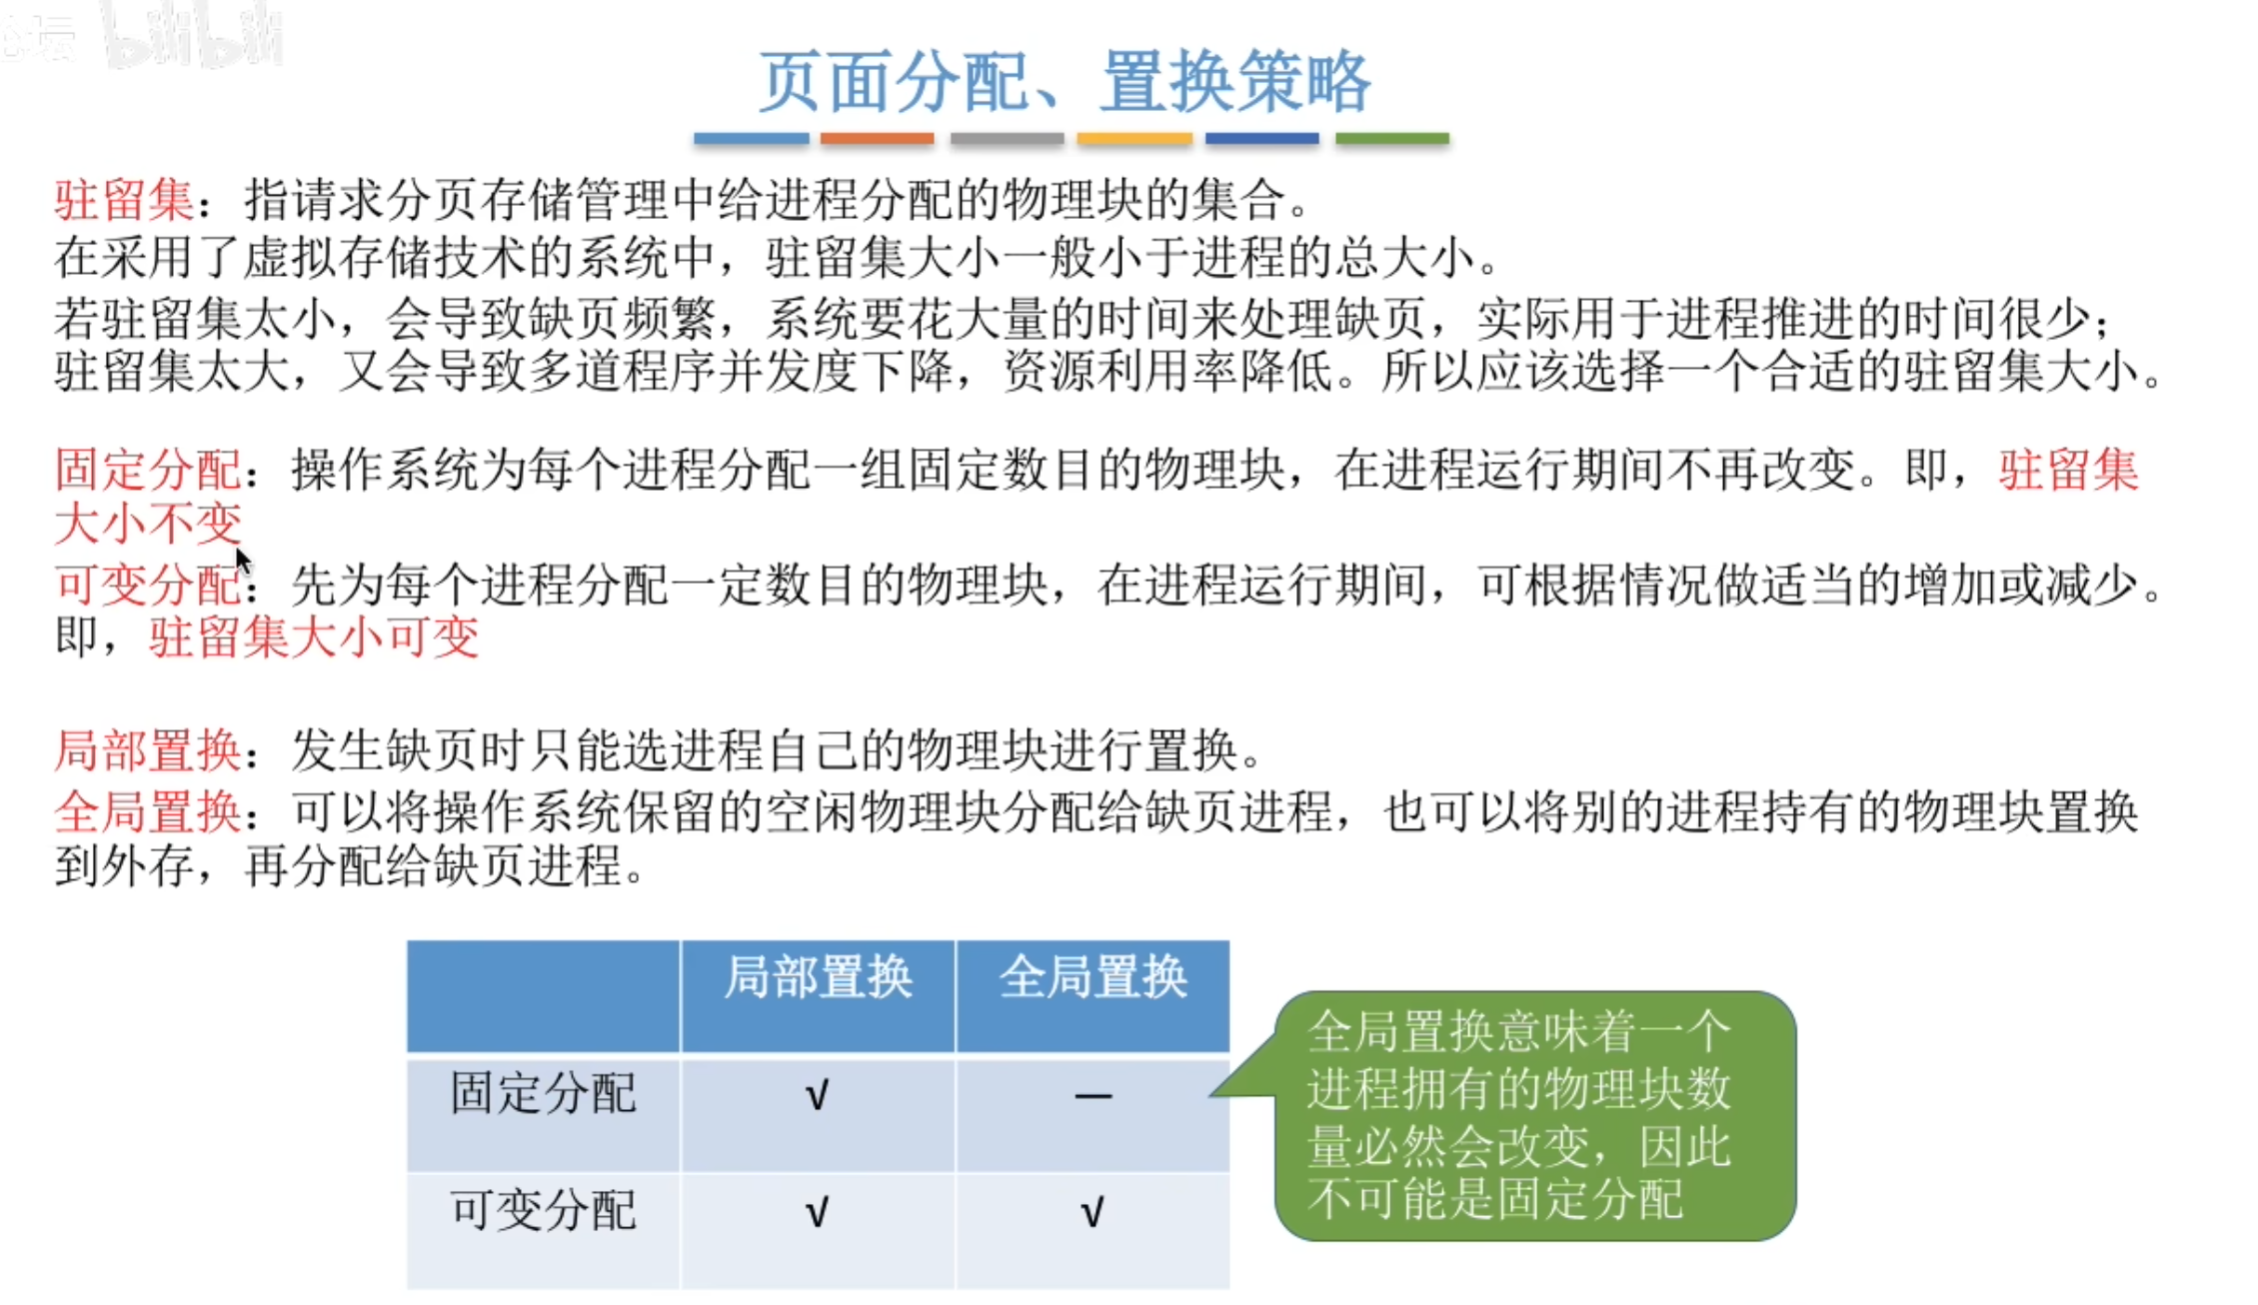 bilibili
页面分配、置换策略
驻留集：指请求分页存储管理中给进程分配的物理块的集合。
在采用了虚拟存储技术的系统中，驻留集大小一般小于进程的总大小。
若驻留集太小，会导致缺页频繁，系统要花大量的时间来处理缺页，实际用于进程推进的时间很少；
驻留集太大，又会导致多道程序并发度下降，资源利用率降低。所以应该选择一个合适的驻留集大小。
固定分配：操作系统为每个进程分配一组固定数目的物理块，在进程运行期间不再改变。即，驻留集
大小不变
可变分配：先为每个进程分配一定数目的物理块，在进程运行期间，可根据情况做适当的增加或减少。
即，驻留集大小可变
局部置换：发生缺页时只能选进程自己的物理块进行置换。
全局置换：可以将操作系统保留的空闲物理块分配给缺页进程，也可以将别的进程持有的物理块置换
到外存，再分配给缺页进程。
局部置换 全局置换
固定分配 √ —
可变分配 √ √
全局置换意味着一个
进程拥有的物理块数
量必然会改变，因此
不可能是固定分配